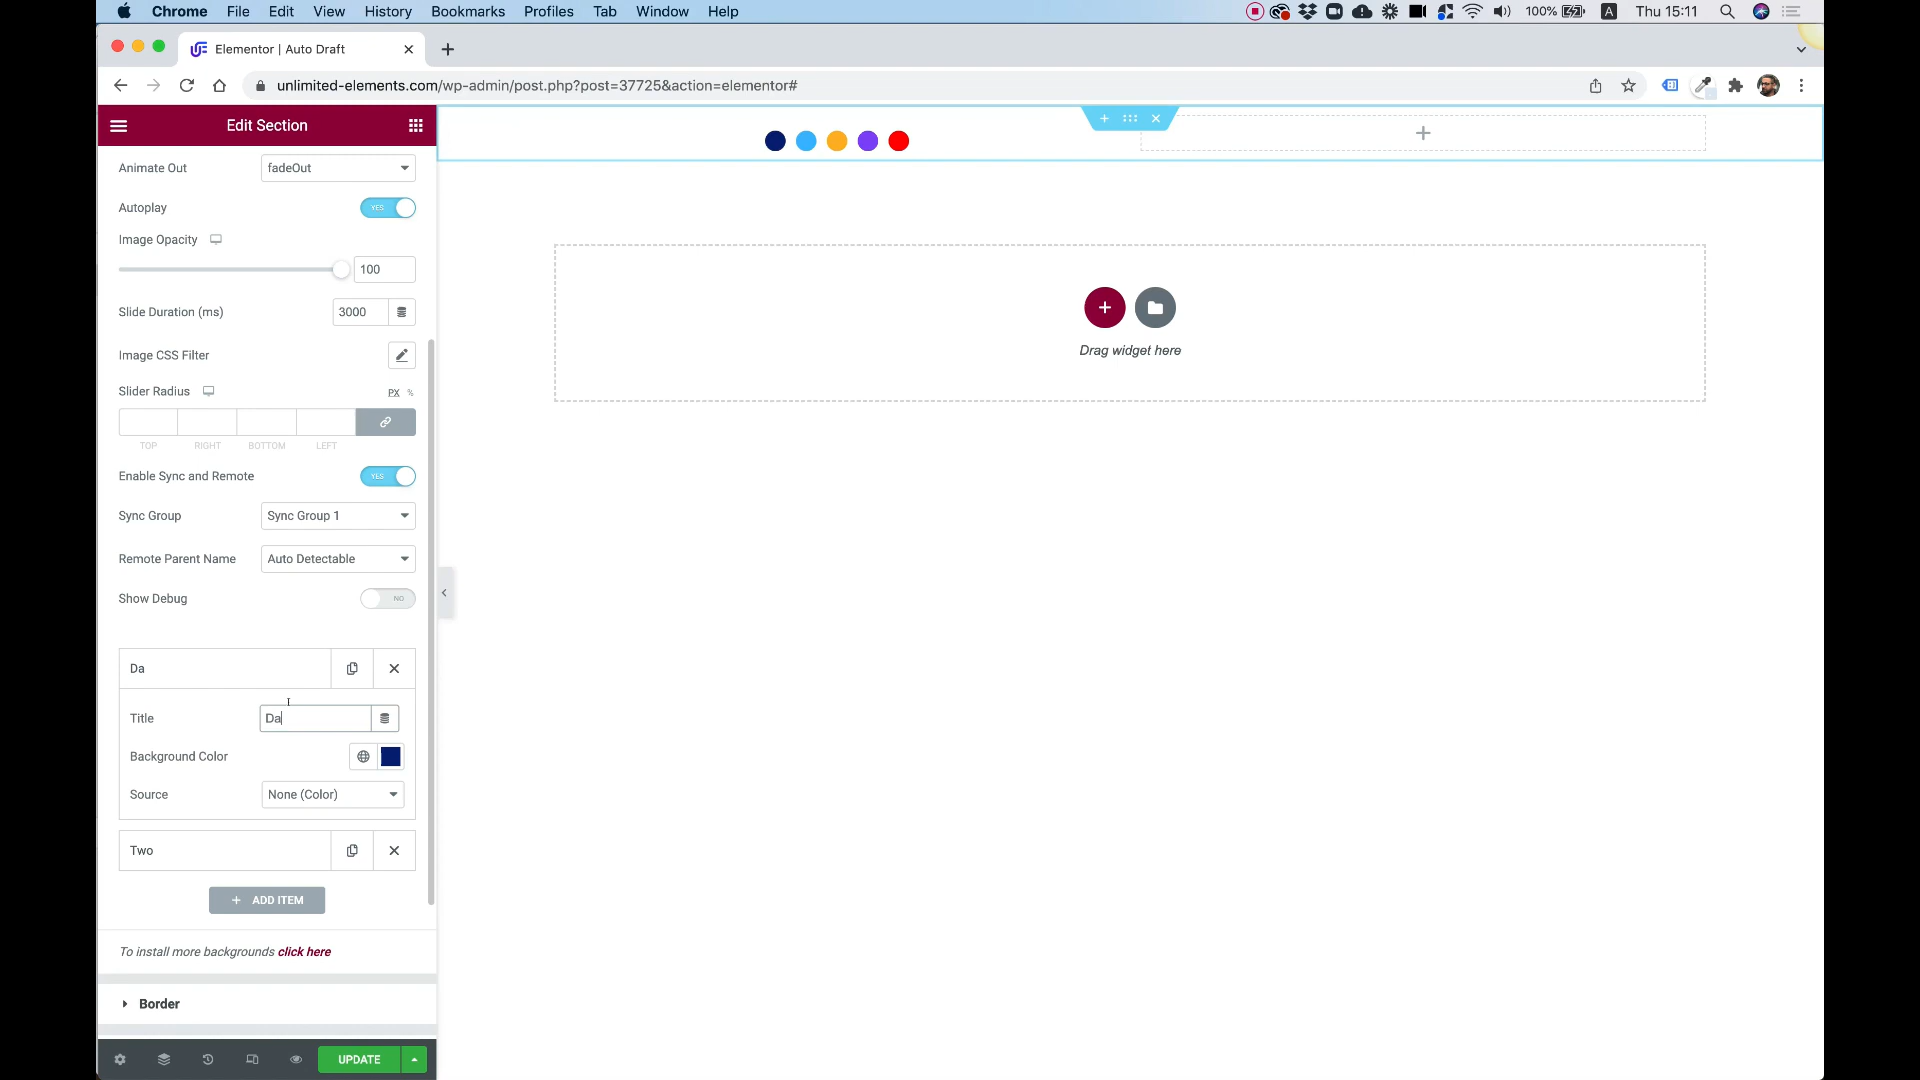 Chrome File Edit View History Bookmarks Profiles Tab Window Help
100% A Thu 15:11
Elementor | Auto Draft
unlimited-elements.com/wp-admin/post.php?post=37725&action=elementor#
Edit Section
Animate Out fadeOut
Autoplay YES
Image Opacity
100
Slide Duration (ms) 3000
Image CSS Filter
Slider Radius PX %
TOP RIGHT BOTTOM LEFT
Enable Sync and Remote YES
Sync Group Sync Group 1
Remote Parent Name Auto Detectable
Show Debug NO
Da
Title Da
Background Color
Source None (Color)
Two
+ ADD ITEM
To install more backgrounds click here
Border
UPDATE
Drag widget here